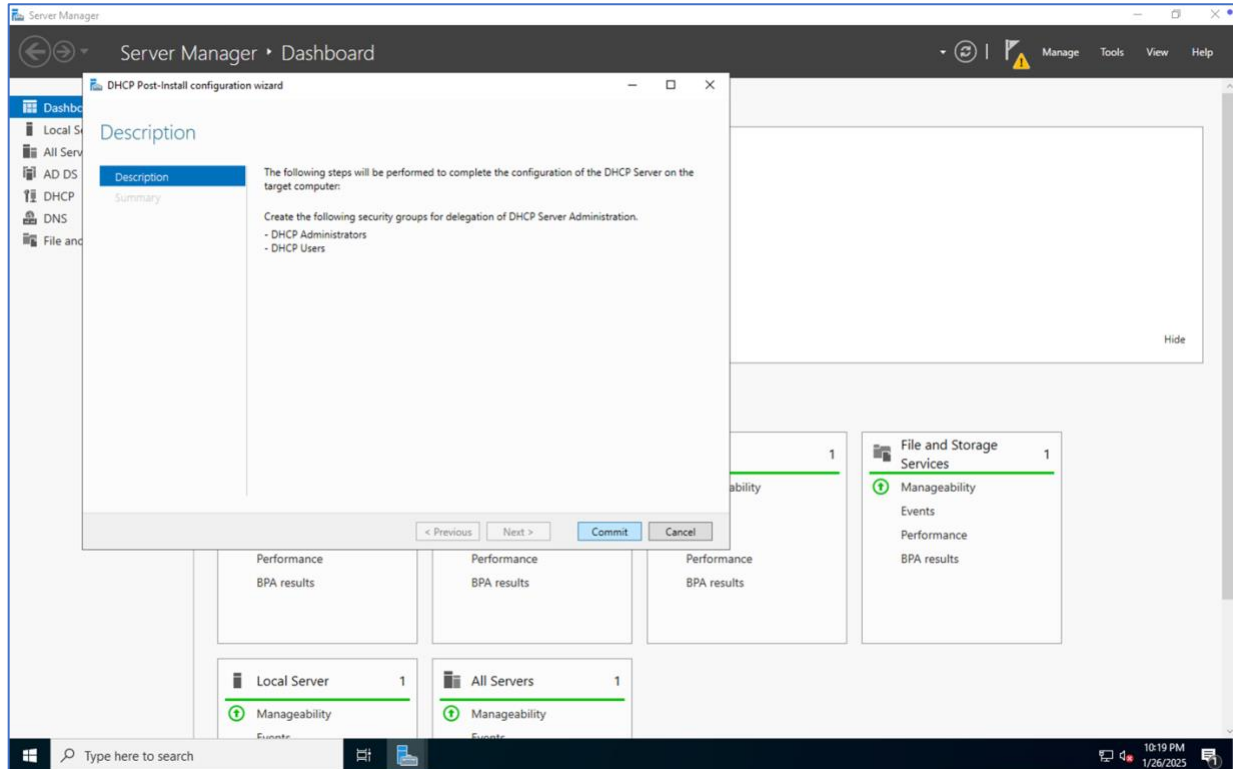 Server Manager
Server Manager • Dashboard
Manage Tools View Help
DHCP Post-Install configuration wizard
Description
Description
Summary
The following steps will be performed to complete the configuration of the DHCP Server on the
target computer:
Create the following security groups for delegation of DHCP Server Administration.
- DHCP Administrators
- DHCP Users
< Previous Next > Commit Cancel
Dashbo
Local Se
All Serv
AD DS
DHCP
DNS
File and
Hide
1
ability
Performance
BPA results
Performance
BPA results
Performance
BPA results
File and Storage
Services
1
Manageability
Events
Performance
BPA results
Local Server 1
Manageability
Events
All Servers 1
Manageability
Events
Type here to search
10:19 PM
1/26/2025
1